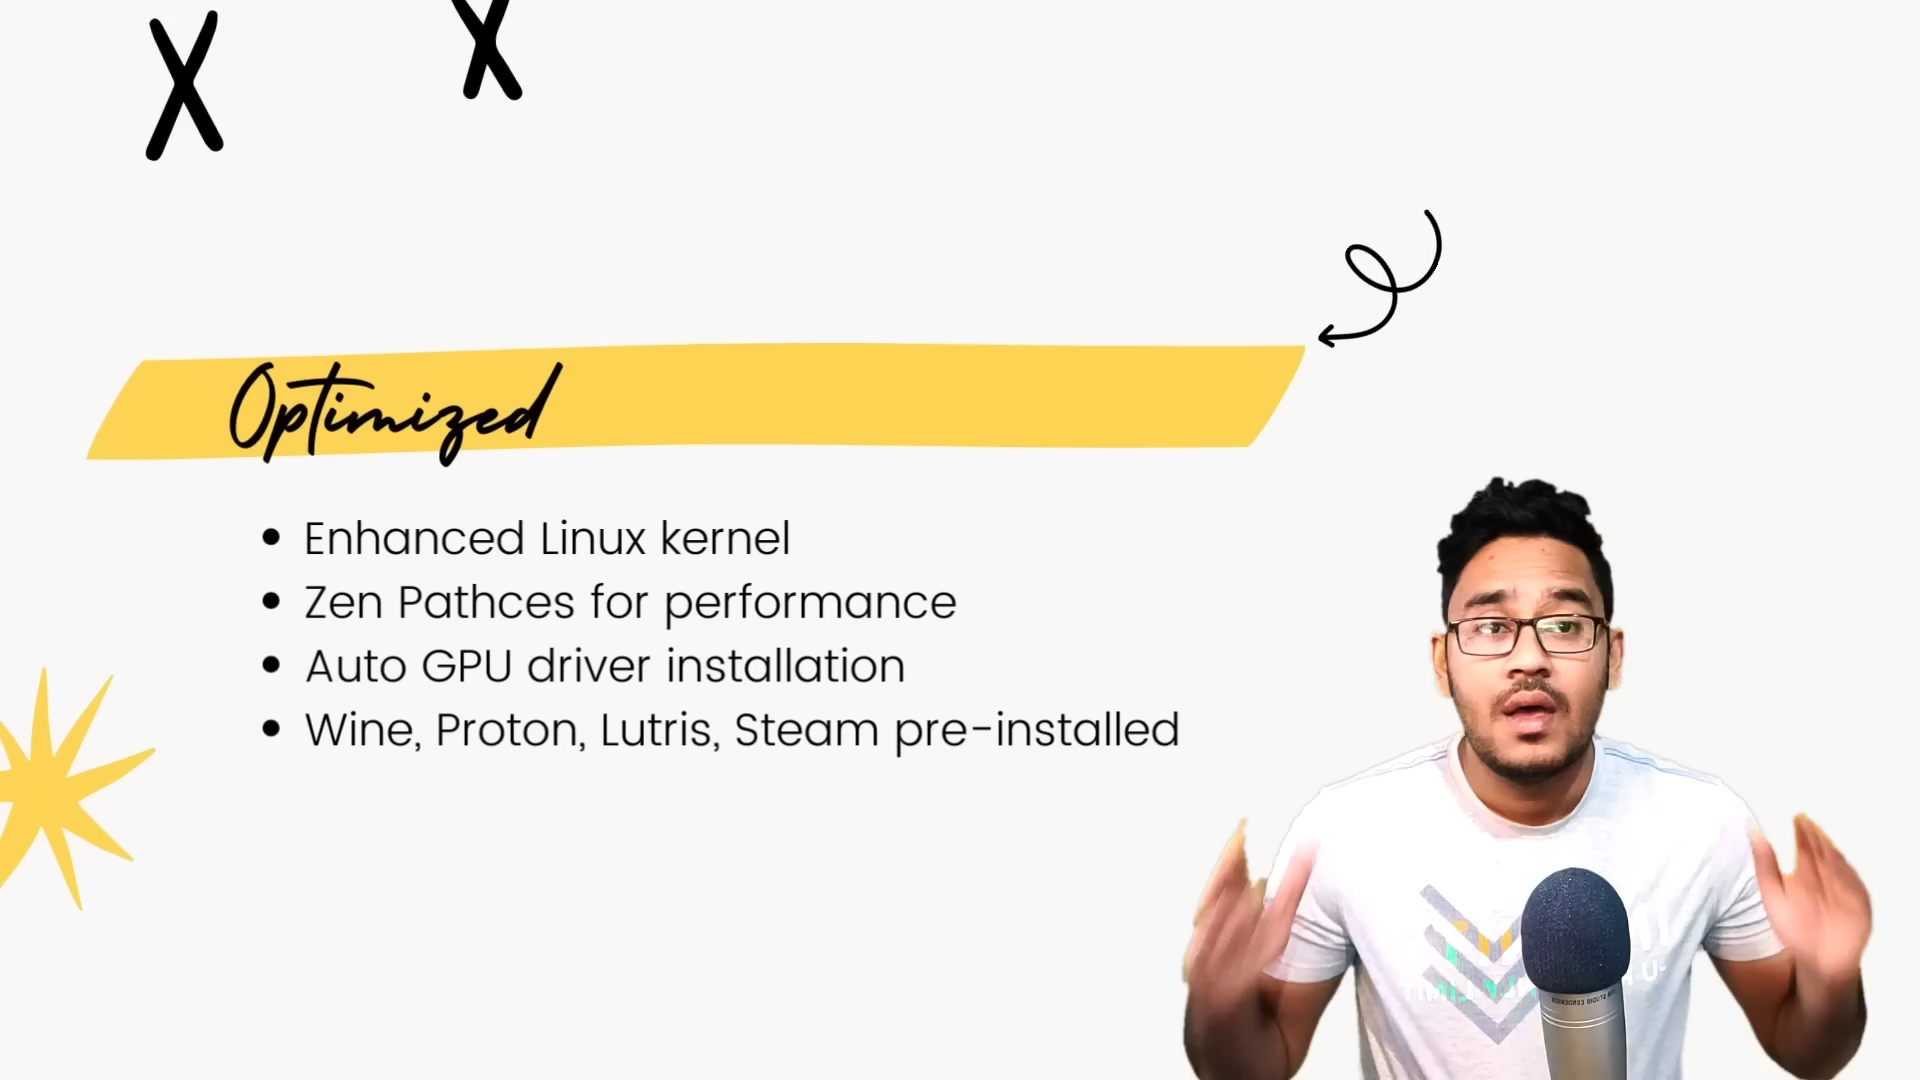 Optimized
Enhanced Linux kernel
Zen Pathces for performance
Auto GPU driver installation
Wine, Proton, Lutris, Steam pre-installed